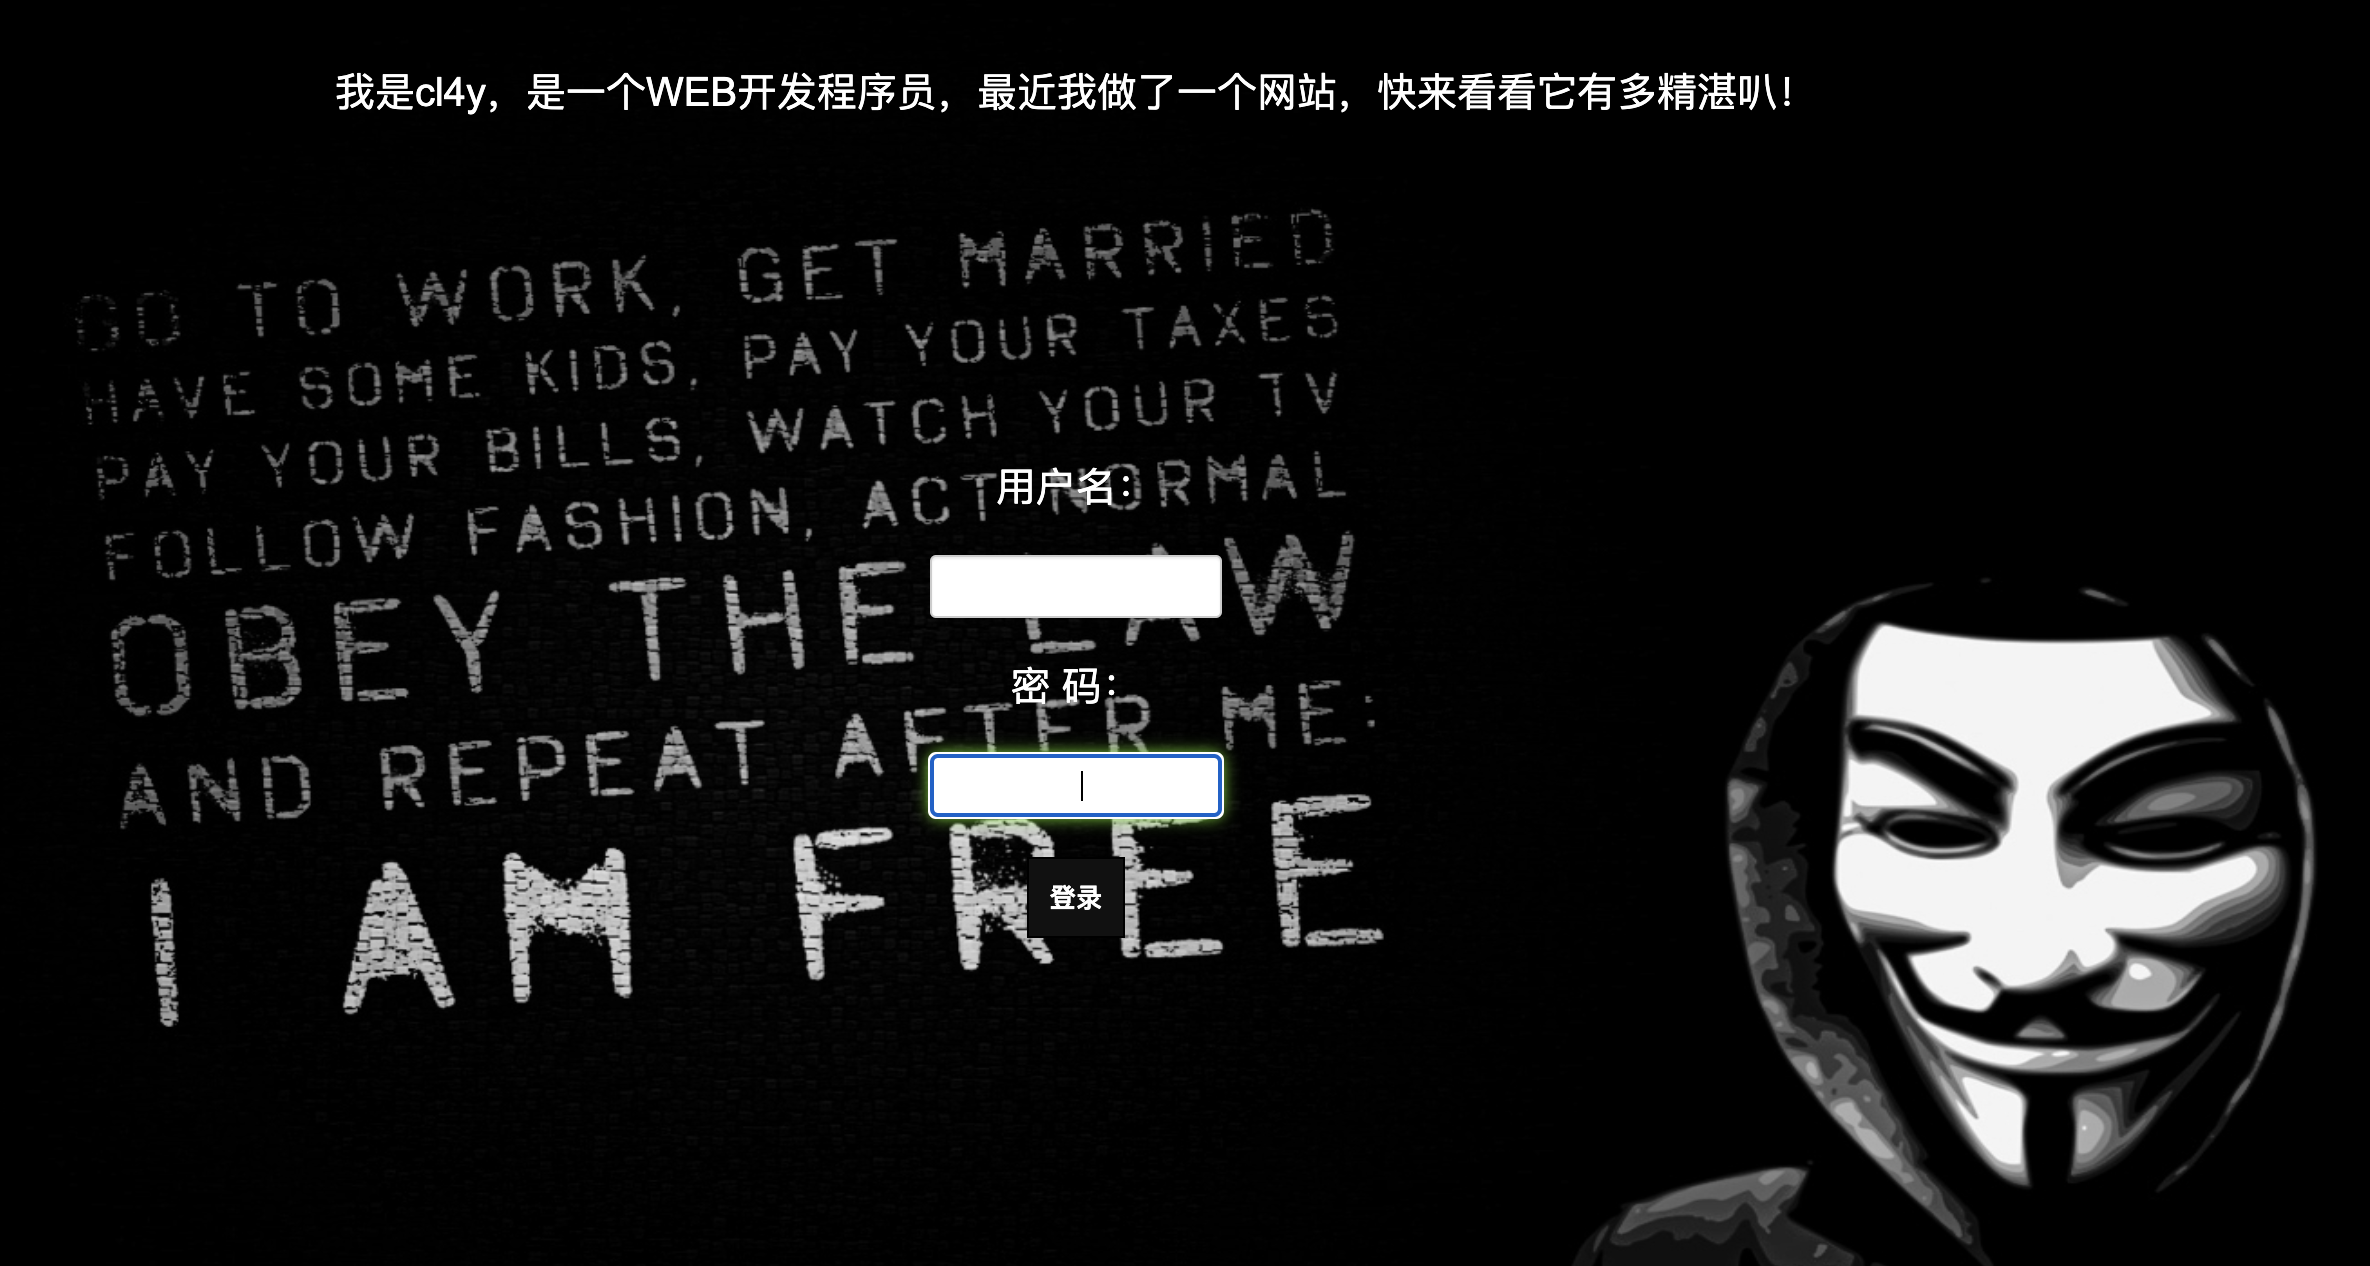 我是cl4y，是一个WEB开发程序员，最近我做了一个网站，快来看看它有多精湛叭！
GO TO WORK, GET MARRIED
HAVE SOME KIDS, PAY YOUR TAXES
PAY YOUR BILLS, WATCH YOUR TV
FOLLOW FASHION, ACT NORMAL
OBEY THE LAW
AND REPEAT AFTER ME:
I AM FREE
用户名：
密 码：
登录